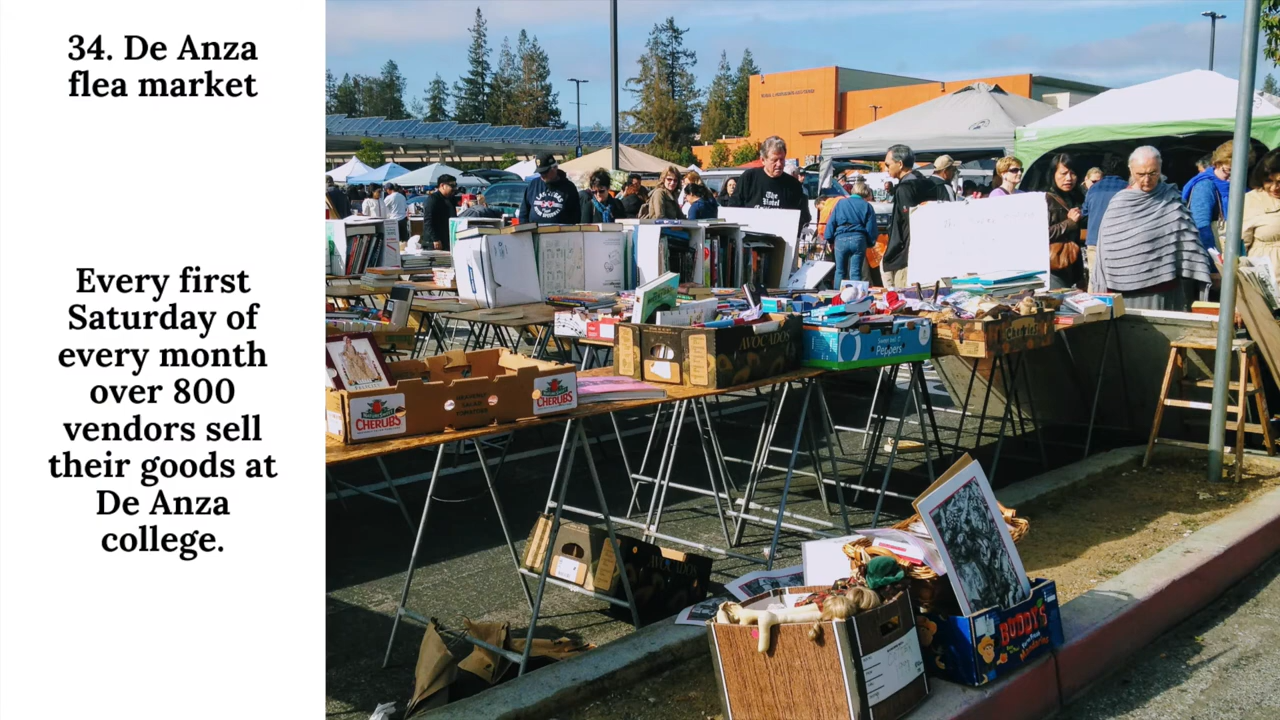 34. De Anza
flea market
Every first
Saturday of
every month
over 800
vendors sell
their goods at
De Anza
college.
CHERUBS
CHERUBS
AVOCADOS
Peppers
BUDDY'S